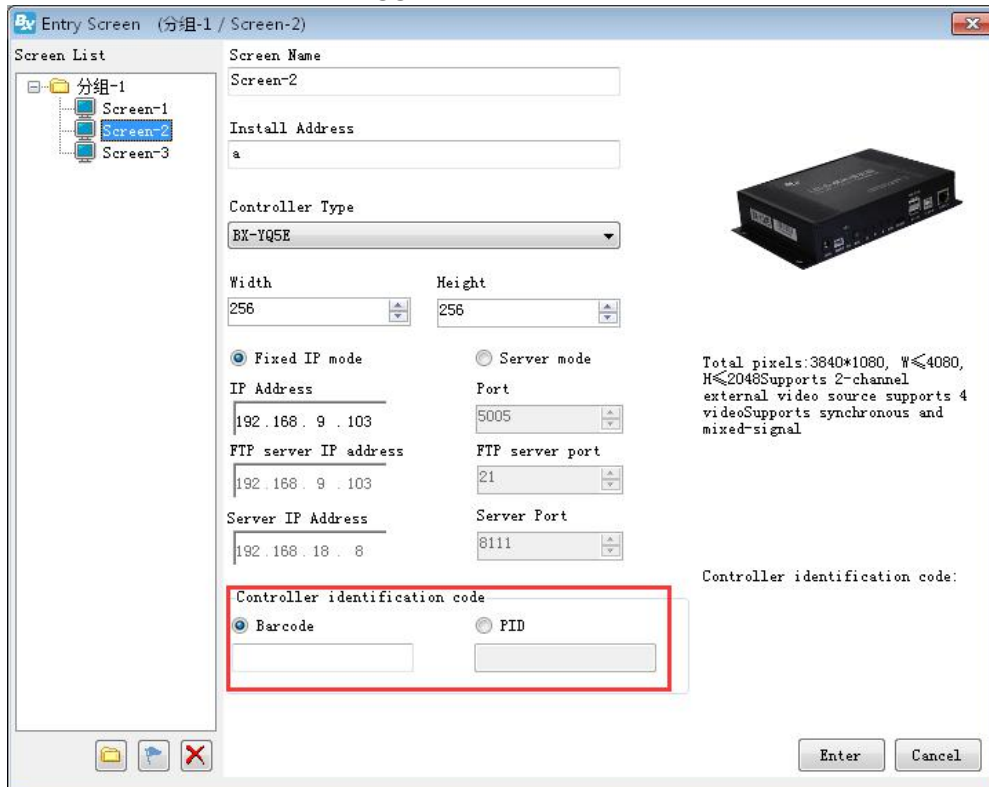 Entry Screen (分组-1 / Screen-2)
Screen List
分组-1
Screen-1
Screen-2
Screen-3
Screen Name
Screen-2
Install Address
a
Controller Type
BX-YQ5E
Width Height
256 256
Fixed IP mode Server mode
IP Address Port
192 . 168 . 9 . 103 5005
FTP server IP address FTP server port
192 . 168 . 9 . 103 21
Server IP Address Server Port
192 . 168 . 18 . 8 8111
Controller identification code
Barcode PID
Total pixels:3840*1080, W≤4080,
H≤2048Supports 2-channel
external video source supports 4
videoSupports synchronous and
mixed-signal
Controller identification code:
Enter Cancel